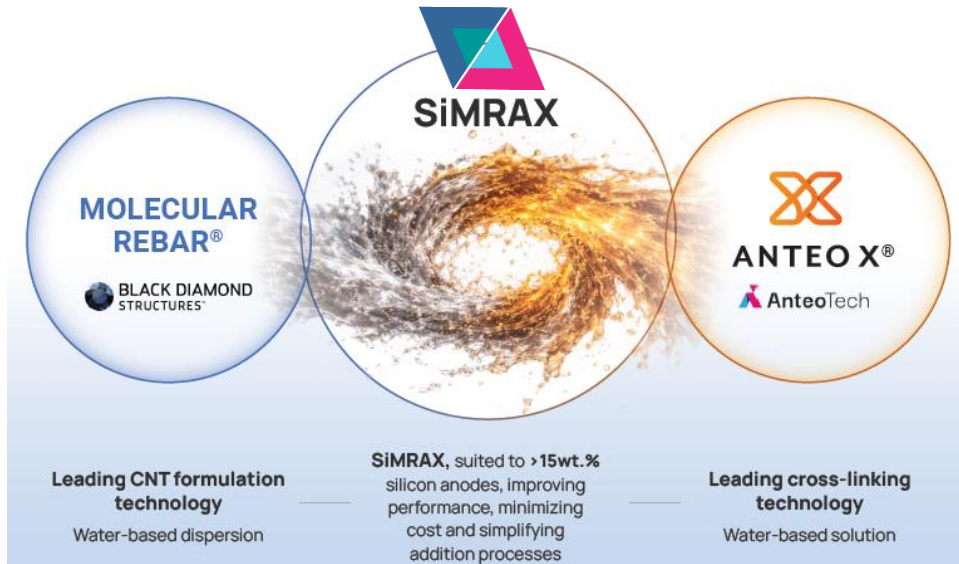 SiMRAX
MOLECULAR
REBAR®
BLACK DIAMOND
STRUCTURES™
ANTEO X®
AnteoTech
Leading CNT formulation
technology
Water-based dispersion
SiMRAX, suited to >15wt.%
silicon anodes, improving
performance, minimizing
cost and simplifying
addition processes
Leading cross-linking
technology
Water-based solution